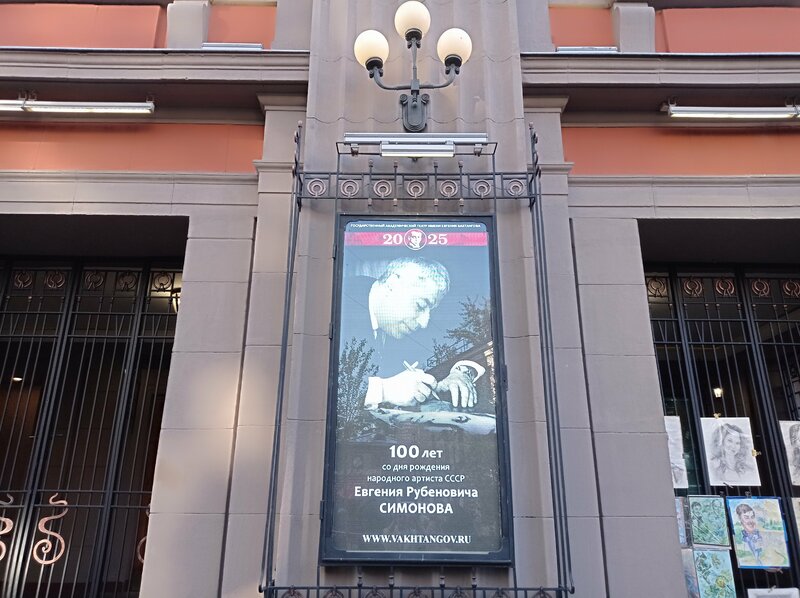 ГОСУДАРСТВЕННЫЙ АКАДЕМИЧЕСКИЙ ТЕАТР ИМЕНИ ЕВГЕНИЯ ВАХТАНГОВА
20 25
100 лет
со дня рождения
народного артиста СССР
Евгения Рубеновича
СИМОНОВА
WWW.VAKHTANGOV.RU